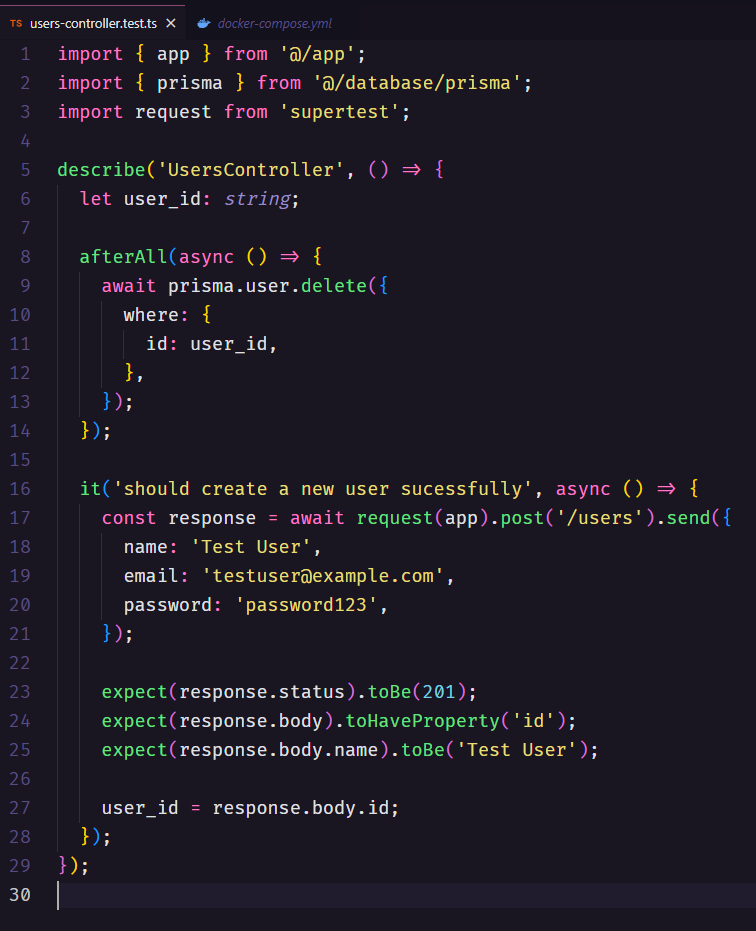 TS users-controller.test.ts × docker-compose.yml
1 import { app } from '@/app';
2 import { prisma } from '@/database/prisma';
3 import request from 'supertest';
4
5 describe('UsersController', () => {
6   let user_id: string;
7
8   afterAll(async () => {
9     await prisma.user.delete({
10       where: {
11         id: user_id,
12       },
13     });
14   });
15
16   it('should create a new user sucessfully', async () => {
17     const response = await request(app).post('/users').send({
18       name: 'Test User',
19       email: 'testuser@example.com',
20       password: 'password123',
21     });
22
23     expect(response.status).toBe(201);
24     expect(response.body).toHaveProperty('id');
25     expect(response.body.name).toBe('Test User');
26
27     user_id = response.body.id;
28   });
29 });
30